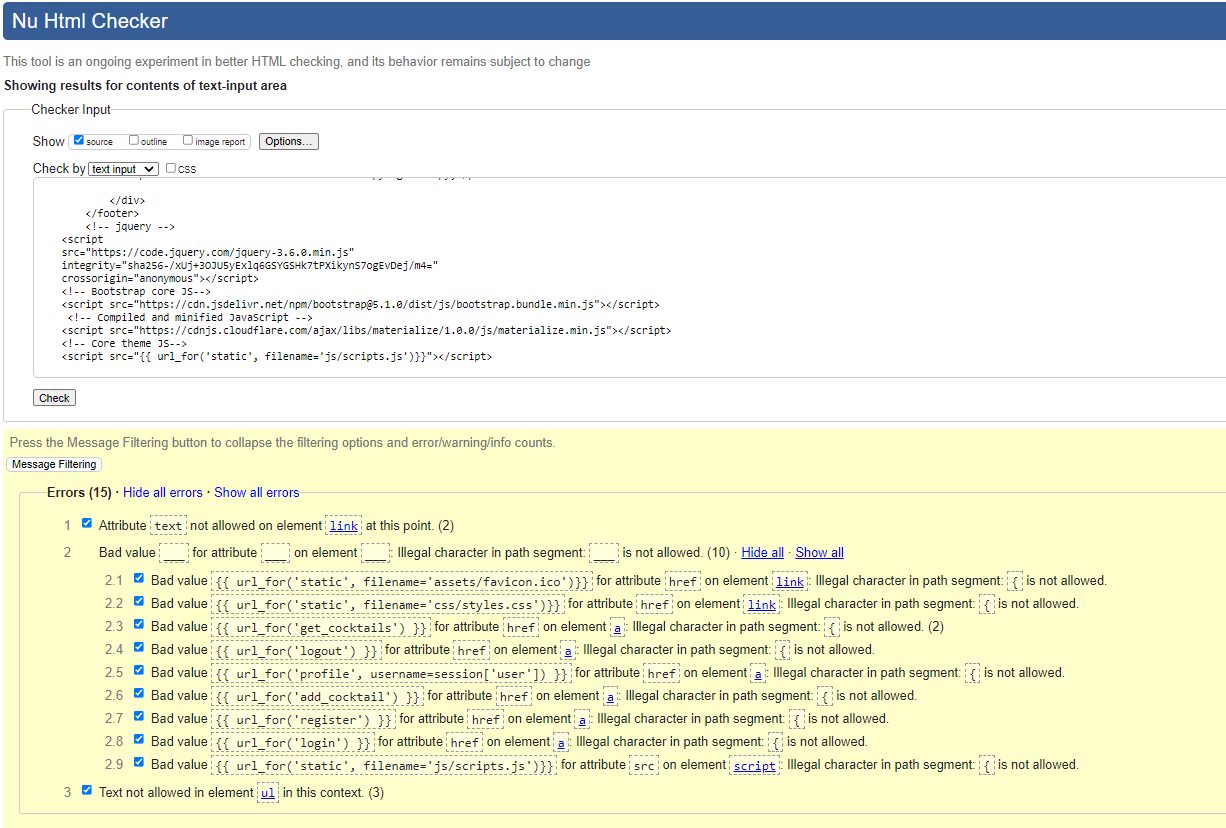 Nu Html Checker
This tool is an ongoing experiment in better HTML checking, and its behavior remains subject to change
Showing results for contents of text-input area
Checker Input
Show source outline image report Options...
Check by text input css
</div>
</footer>
<!-- jquery -->
<script
src="https://code.jquery.com/jquery-3.6.0.min.js"
integrity="sha256-/xUj+3OJU5yExlq6GSYGSHk7tPXikynS7ogEvDej/m4="
crossorigin="anonymous"></script>
<!-- Bootstrap core JS-->
<script src="https://cdn.jsdelivr.net/npm/bootstrap@5.1.0/dist/js/bootstrap.bundle.min.js"></script>
<!-- Compiled and minified JavaScript -->
<script src="https://cdnjs.cloudflare.com/ajax/libs/materialize/1.0.0/js/materialize.min.js"></script>
<!-- Core theme JS-->
<script src="{{ url_for('static', filename='js/scripts.js')}}"></script>
Check
Press the Message Filtering button to collapse the filtering options and error/warning/info counts.
Message Filtering
Errors (15) · Hide all errors · Show all errors
1 Attribute text not allowed on element link at this point. (2)
2 Bad value ___ for attribute ___ on element ___: Illegal character in path segment: ___ is not allowed. (10) · Hide all · Show all
2.1 Bad value {{ url_for('static', filename='assets/favicon.ico')}} for attribute href on element link: Illegal character in path segment: { is not allowed.
2.2 Bad value {{ url_for('static', filename='css/styles.css')}} for attribute href on element link: Illegal character in path segment: { is not allowed.
2.3 Bad value {{ url_for('get_cocktails') }} for attribute href on element a: Illegal character in path segment: { is not allowed. (2)
2.4 Bad value {{ url_for('logout') }} for attribute href on element a: Illegal character in path segment: { is not allowed.
2.5 Bad value {{ url_for('profile', username=session['user']) }} for attribute href on element a: Illegal character in path segment: { is not allowed.
2.6 Bad value {{ url_for('add_cocktail') }} for attribute href on element a: Illegal character in path segment: { is not allowed.
2.7 Bad value {{ url_for('register') }} for attribute href on element a: Illegal character in path segment: { is not allowed.
2.8 Bad value {{ url_for('login') }} for attribute href on element a: Illegal character in path segment: { is not allowed.
2.9 Bad value {{ url_for('static', filename='js/scripts.js')}} for attribute src on element script: Illegal character in path segment: { is not allowed.
3 Text not allowed in element ul in this context. (3)